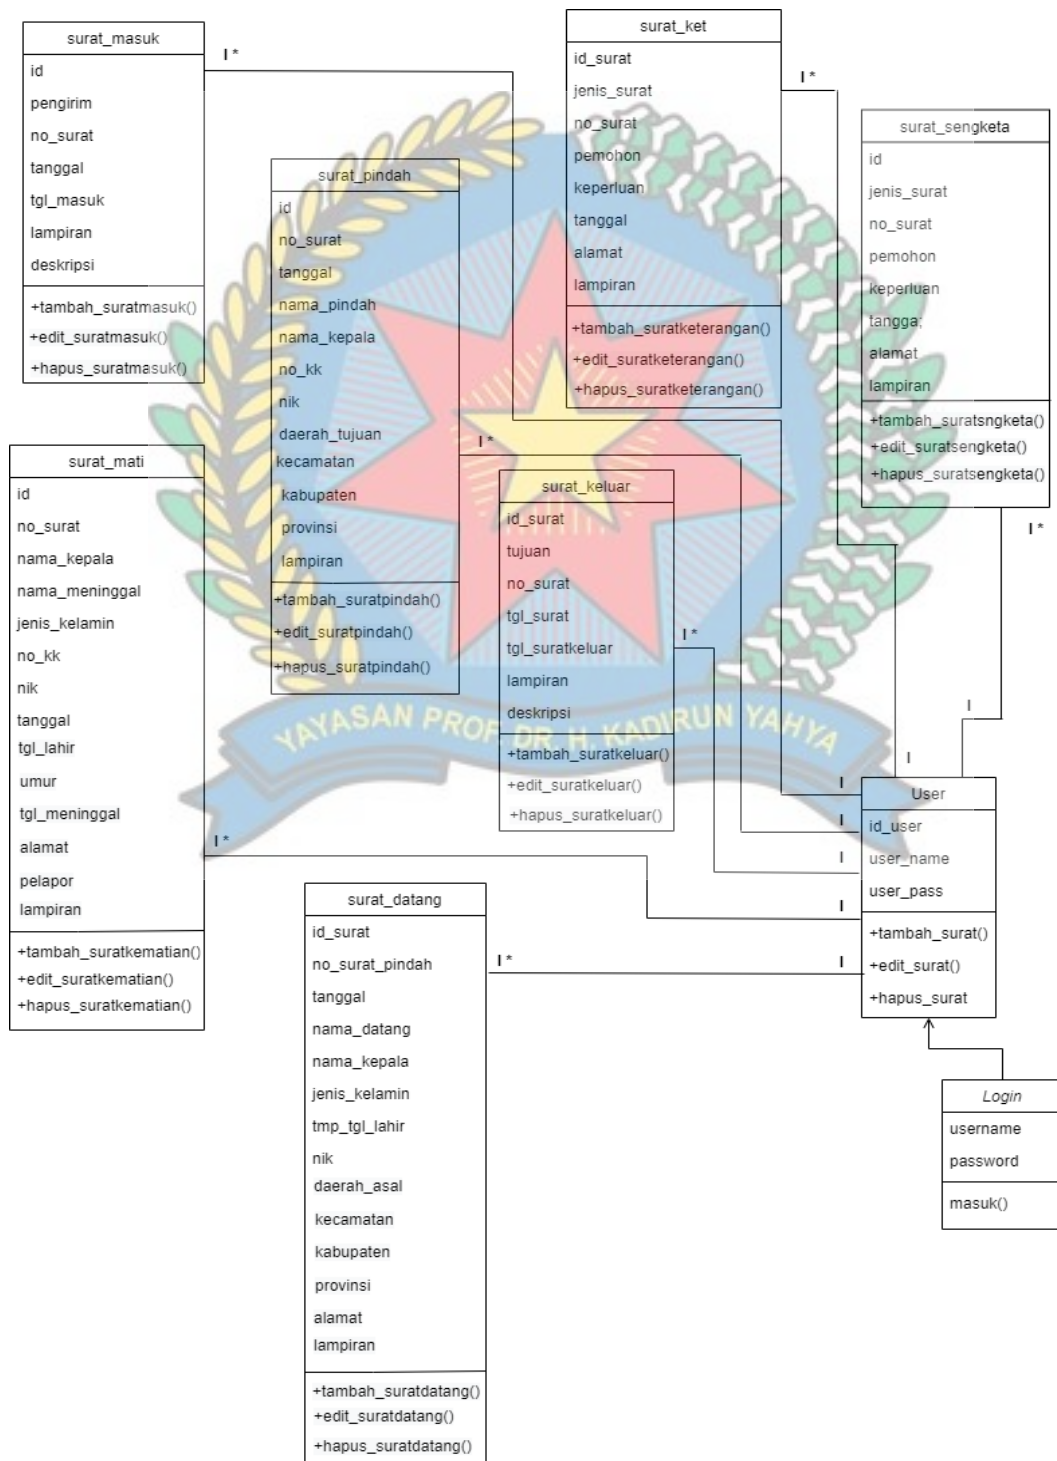 surat_masuk
id
pengirim
no_surat
tanggal
tgl_masuk
lampiran
deskripsi
+tambah_suratmasuk()
+edit_suratmasuk()
+hapus_suratmasuk()
I *
surat_ket
id_surat
jenis_surat
no_surat
pemohon
keperluan
tanggal
alamat
lampiran
+tambah_suratketerangan()
+edit_suratketerangan()
+hapus_suratketerangan()
I *
surat_sengketa
id
jenis_surat
no_surat
pemohon
keperluan
tangga;
alamat
lampiran
+tambah_suratsngketa()
+edit_suratsengketa()
+hapus_suratsengketa()
I *
surat_pindah
id
no_surat
tanggal
nama_pindah
nama_kepala
no_kk
nik
daerah_tujuan
kecamatan
kabupaten
provinsi
lampiran
+tambah_suratpindah()
+edit_suratpindah()
+hapus_suratpindah()
I *
surat_mati
id
no_surat
nama_kepala
nama_meninggal
jenis_kelamin
no_kk
nik
tanggal
tgl_lahir
umur
tgl_meninggal
alamat
pelapor
lampiran
+tambah_suratkematian()
+edit_suratkematian()
+hapus_suratkematian()
I *
surat_keluar
id_surat
tujuan
no_surat
tgl_surat
tgl_suratkeluar
lampiran
deskripsi
+tambah_suratkeluar()
+edit_suratkeluar()
+hapus_suratkeluar()
I *
YAYASAN PROF. DR. H. KADIRUN YAHYA
I
I
I
I
I
I
I
User
id_user
user_name
user_pass
+tambah_surat()
+edit_surat()
+hapus_surat
surat_datang
id_surat
no_surat_pindah
tanggal
nama_datang
nama_kepala
jenis_kelamin
tmp_tgl_lahir
nik
daerah_asal
kecamatan
kabupaten
provinsi
alamat
lampiran
+tambah_suratdatang()
+edit_suratdatang()
+hapus_suratdatang()
I *
Login
username
password
masuk()